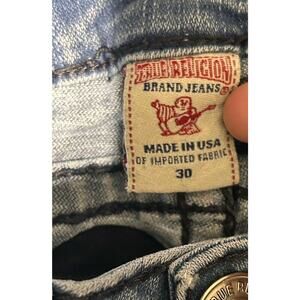 TRUE RELIGION
BRAND JEANS
MADE IN USA
OF IMPORTED FABRIC
30